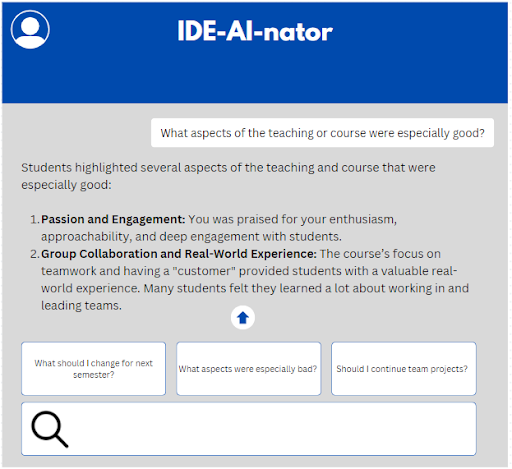 IDE-AI-nator
What aspects of the teaching or course were especially good?
Students highlighted several aspects of the teaching and course that were
especially good:
1. Passion and Engagement: You was praised for your enthusiasm,
approachability, and deep engagement with students.
2. Group Collaboration and Real-World Experience: The course's focus on
teamwork and having a "customer" provided students with a valuable real-
world experience. Many students felt they learned a lot about working in and
leading teams.
What should I change for next
semester?
What aspects were especially bad?
Should I continue team projects?